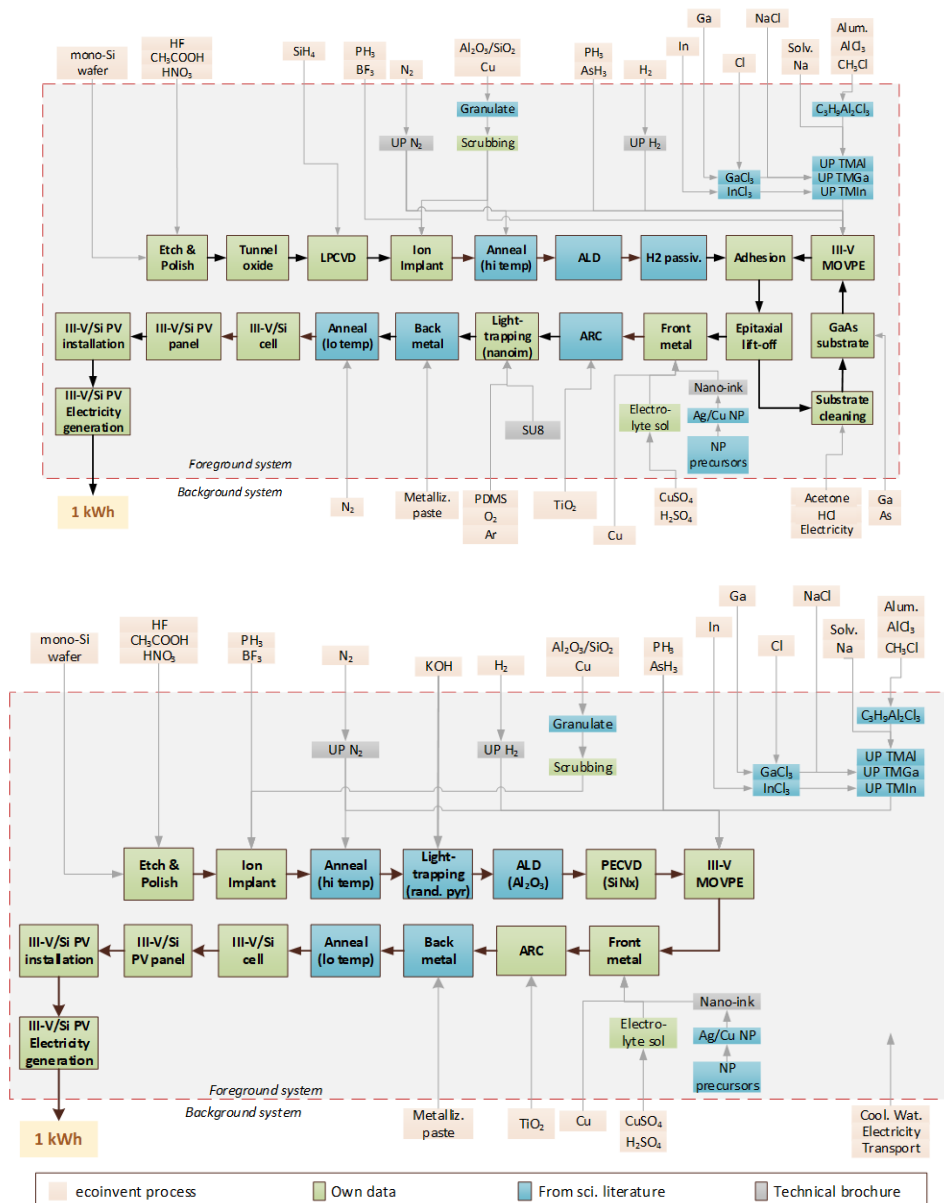 Ga
NaCl
Alum.
AlCl₃
CH₃Cl
HF
CH₃COOH
HNO₃
mono-Si
wafer
SiH₄
PH₃
BF₃
N₂
Al₂O₃/SiO₂
Cu
PH₃
AsH₃
H₂
In
Cl
Solv.
Na
Granulate
C₃H₉Al₂Cl₃
UP N₂
Scrubbing
UP H₂
UP TMAl
GaCl₃
UP TMGa
InCl₃
UP TMIn
Etch &
Polish
Tunnel
oxide
LPCVD
Ion
Implant
Anneal
(hi temp)
ALD
H2 passiv.
Adhesion
III-V
MOVPE
III-V/Si PV
installation
III-V/Si PV
panel
III-V/Si
cell
Anneal
(lo temp)
Back
metal
Light-
trapping
(nanoim)
ARC
Front
metal
Epitaxial
lift-off
GaAs
substrate
III-V/Si PV
Electricity
generation
Nano-ink
Electro-
lyte sol
Ag/Cu NP
Substrate
cleaning
SU8
NP
precursors
Foreground system
Background system
1 kWh
N₂
Metalliz.
paste
PDMS
O₂
Ar
TiO₂
Cu
CuSO₄
H₂SO₄
Acetone
HCl
Electricity
Ga
As
Ga
NaCl
Alum.
AlCl₃
CH₃Cl
mono-Si
wafer
HF
CH₃COOH
HNO₃
PH₃
BF₃
N₂
KOH
H₂
Al₂O₃/SiO₂
Cu
PH₃
AsH₃
In
Cl
Solv.
Na
Granulate
C₃H₉Al₂Cl₃
UP N₂
UP H₂
Scrubbing
UP TMAl
GaCl₃
UP TMGa
InCl₃
UP TMIn
Etch &
Polish
Ion
Implant
Anneal
(hi temp)
Light-
trapping
(rand. pyr)
ALD
(Al₂O₃)
PECVD
(SiNx)
III-V
MOVPE
III-V/Si PV
installation
III-V/Si
PV panel
III-V/Si
cell
Anneal
(lo temp)
Back
metal
ARC
Front
metal
III-V/Si PV
Electricity
generation
Nano-ink
Electro-
lyte sol
Ag/Cu NP
NP
precursors
Foreground system
Background system
1 kWh
Metalliz.
paste
TiO₂
Cu
CuSO₄
H₂SO₄
Cool. Wat.
Electricity
Transport
ecoinvent process
Own data
From sci. literature
Technical brochure